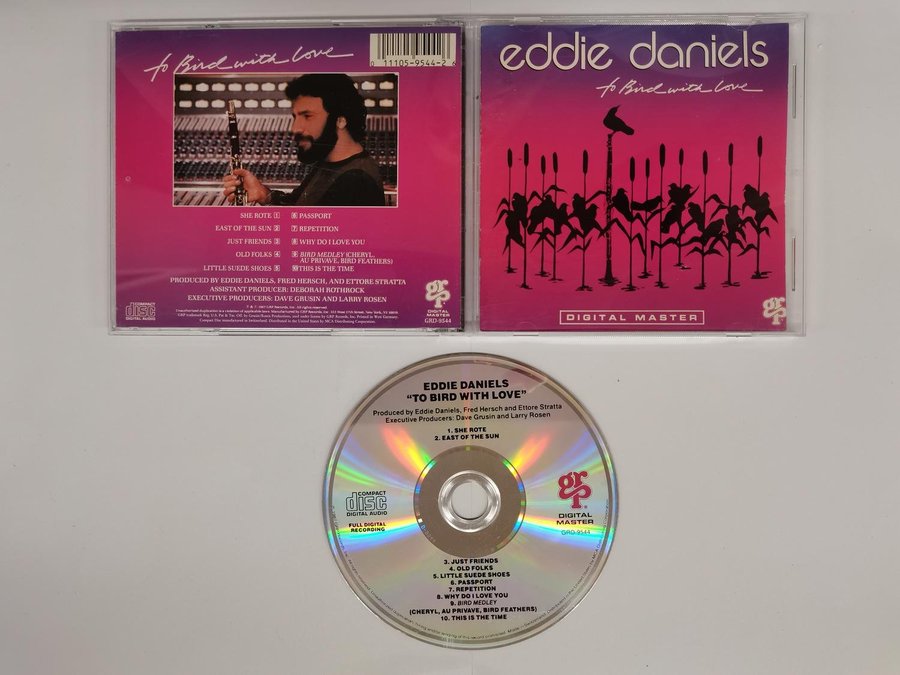 To Bird with Love
0 11105-9544-2 6
SHE ROTE 1
EAST OF THE SUN 2
JUST FRIENDS 3
OLD FOLKS 4
LITTLE SUEDE SHOES 5
6 PASSPORT
7 REPETITION
8 WHY DO I LOVE YOU
9 BIRD MEDLEY (CHERYL,
AU PRIVAVE, BIRD FEATHERS)
10 THIS IS THE TIME
PRODUCED BY EDDIE DANIELS, FRED HERSCH, AND ETTORE STRATTA
ASSISTANT PRODUCER: DEBORAH ROTHROCK
EXECUTIVE PRODUCERS: DAVE GRUSIN AND LARRY ROSEN
COMPACT
disc
DIGITAL AUDIO
grp
DIGITAL
MASTER
GRD-9544
eddie daniels
To Bird with Love
DIGITAL MASTER
grp
EDDIE DANIELS
"TO BIRD WITH LOVE"
Produced by Eddie Daniels, Fred Hersch and Ettore Stratta
Executive Producers: Dave Grusin and Larry Rosen
1. SHE ROTE
2. EAST OF THE SUN
COMPACT
disc
DIGITAL AUDIO
FULL DIGITAL
RECORDING
grp
DIGITAL
MASTER
GRD-9544
3. JUST FRIENDS
4. OLD FOLKS
5. LITTLE SUEDE SHOES
6. PASSPORT
7. REPETITION
8. WHY DO I LOVE YOU
9. BIRD MEDLEY
(CHERYL, AU PRIVAVE, BIRD FEATHERS)
10. THIS IS THE TIME